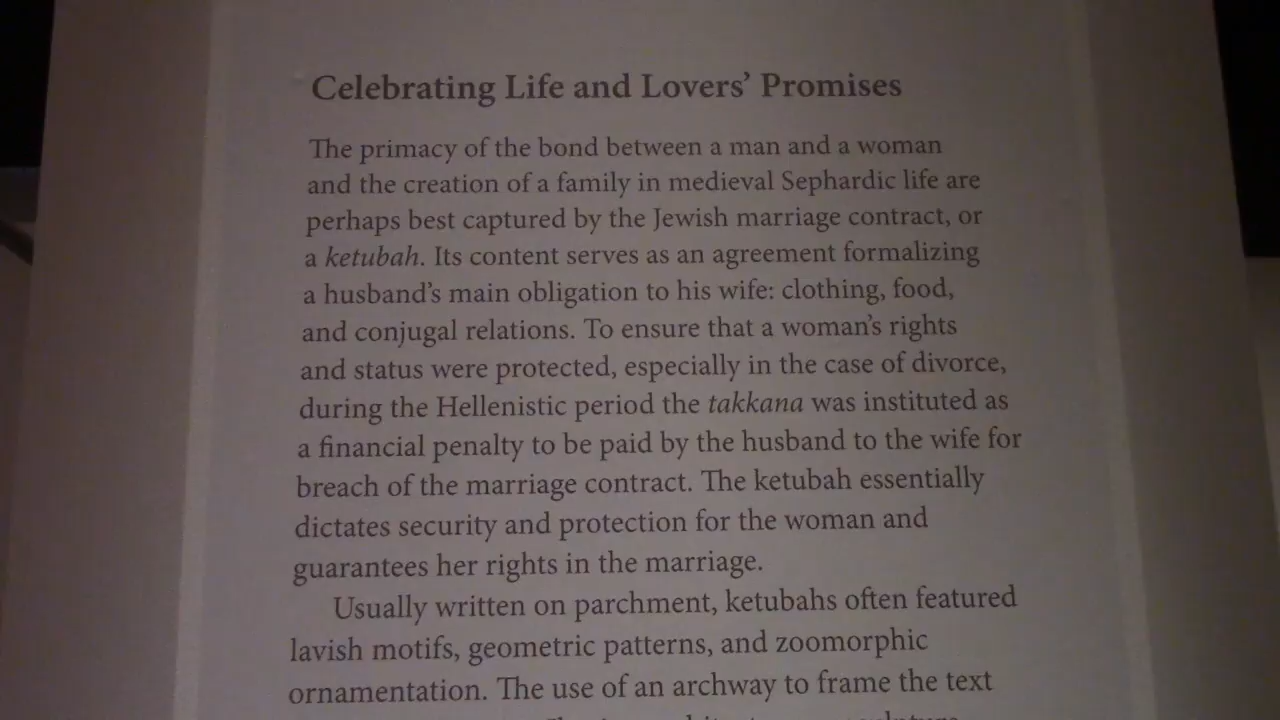 Celebrating Life and Lovers’ Promises
The primacy of the bond between a man and a woman
and the creation of a family in medieval Sephardic life are
perhaps best captured by the Jewish marriage contract, or
a ketubah. Its content serves as an agreement formalizing
a husband’s main obligation to his wife: clothing, food,
and conjugal relations. To ensure that a woman’s rights
and status were protected, especially in the case of divorce,
during the Hellenistic period the takkana was instituted as
a financial penalty to be paid by the husband to the wife for
breach of the marriage contract. The ketubah essentially
dictates security and protection for the woman and
guarantees her rights in the marriage.
Usually written on parchment, ketubahs often featured
lavish motifs, geometric patterns, and zoomorphic
ornamentation. The use of an archway to frame the text